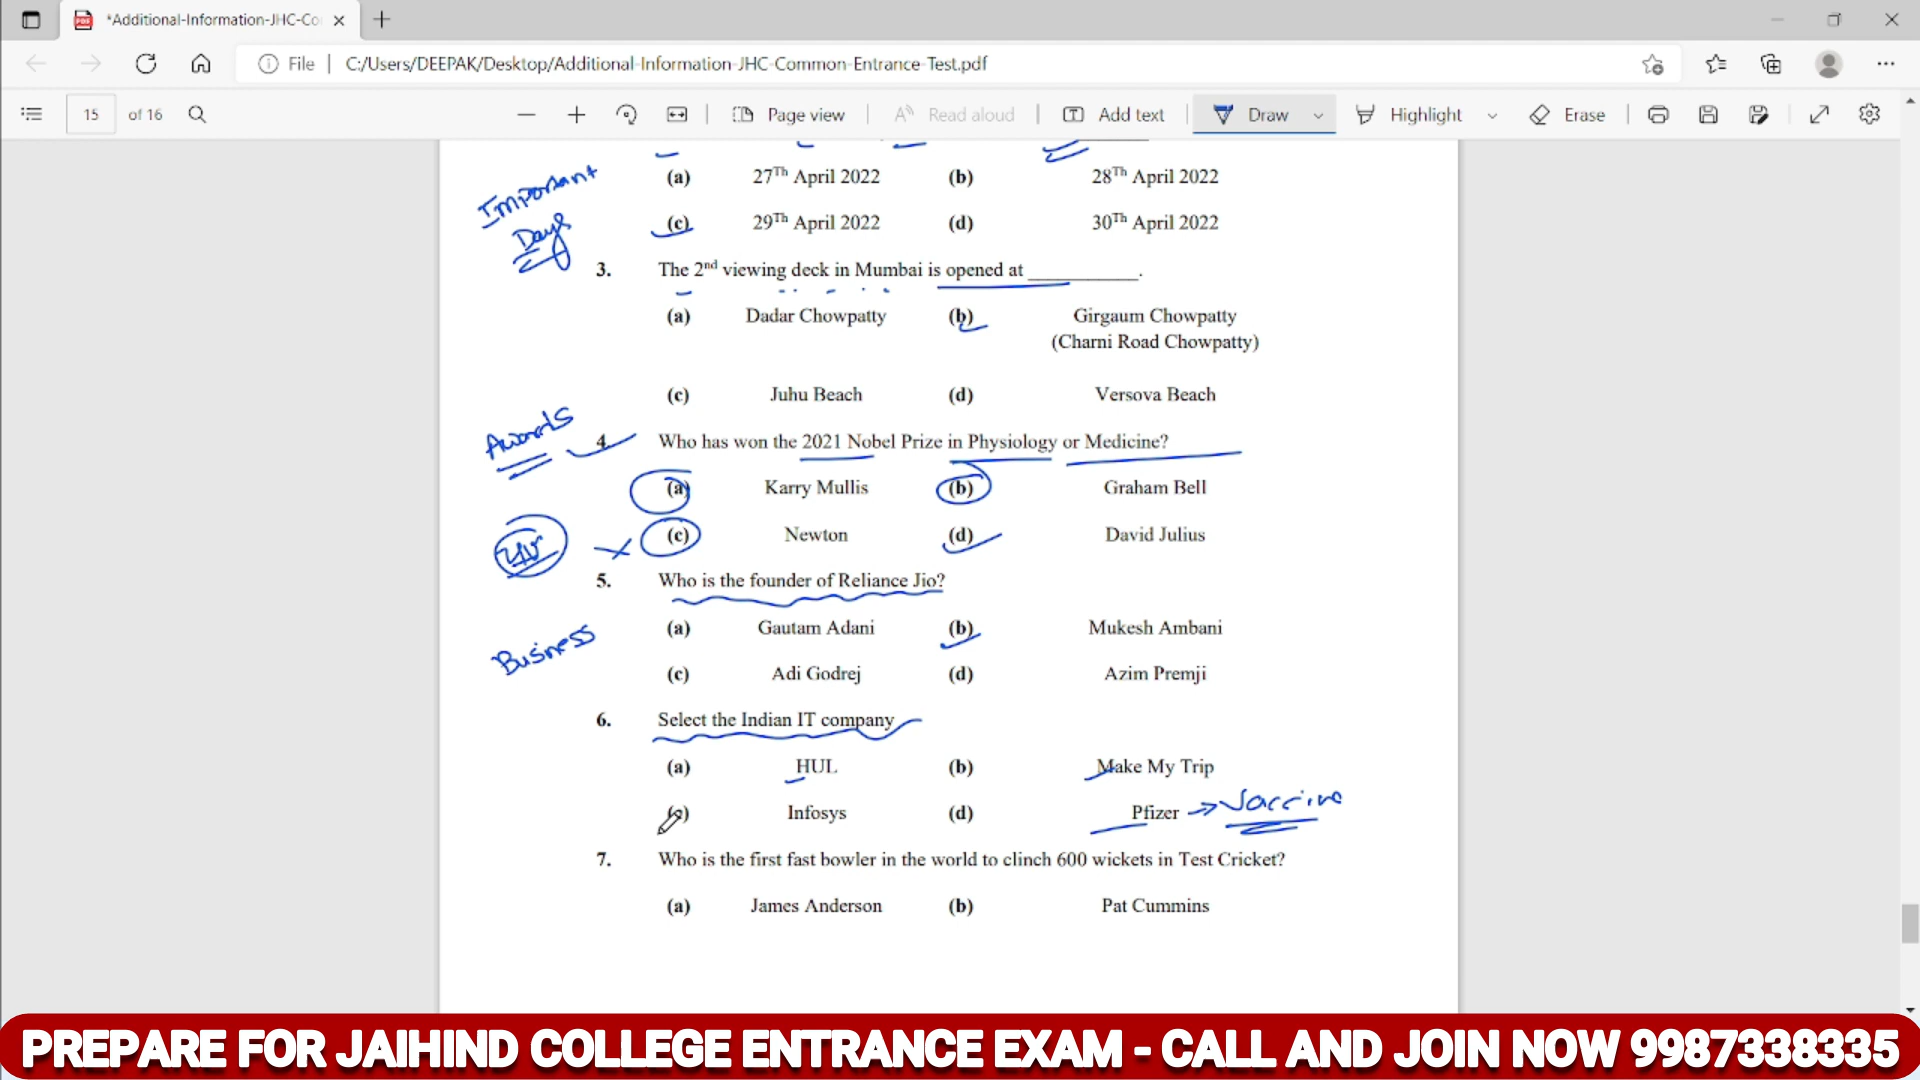 *Additional-Information-JHC-Co
File
C:/Users/DEEPAK/Desktop/Additional-Information-JHC-Common-Entrance-Test.pdf
15 of 16
Page view
Read aloud
Add text
Draw
Highlight
Erase
(a) 27Th April 2022 (b) 28Th April 2022
Important
Days
(c) 29Th April 2022 (d) 30Th April 2022
3. The 2nd viewing deck in Mumbai is opened at ___________.
(a) Dadar Chowpatty (b) Girgaum Chowpatty
(Charni Road Chowpatty)
(c) Juhu Beach (d) Versova Beach
Awards
4. Who has won the 2021 Nobel Prize in Physiology or Medicine?
(a) Karry Mullis (b) Graham Bell
(c) Newton (d) David Julius
5. Who is the founder of Reliance Jio?
(a) Gautam Adani (b) Mukesh Ambani
Business
(c) Adi Godrej (d) Azim Premji
6. Select the Indian IT company
(a) HUL (b) Make My Trip
(c) Infosys (d) Pfizer → Vaccine
7. Who is the first fast bowler in the world to clinch 600 wickets in Test Cricket?
(a) James Anderson (b) Pat Cummins
PREPARE FOR JAIHIND COLLEGE ENTRANCE EXAM - CALL AND JOIN NOW 9987338335